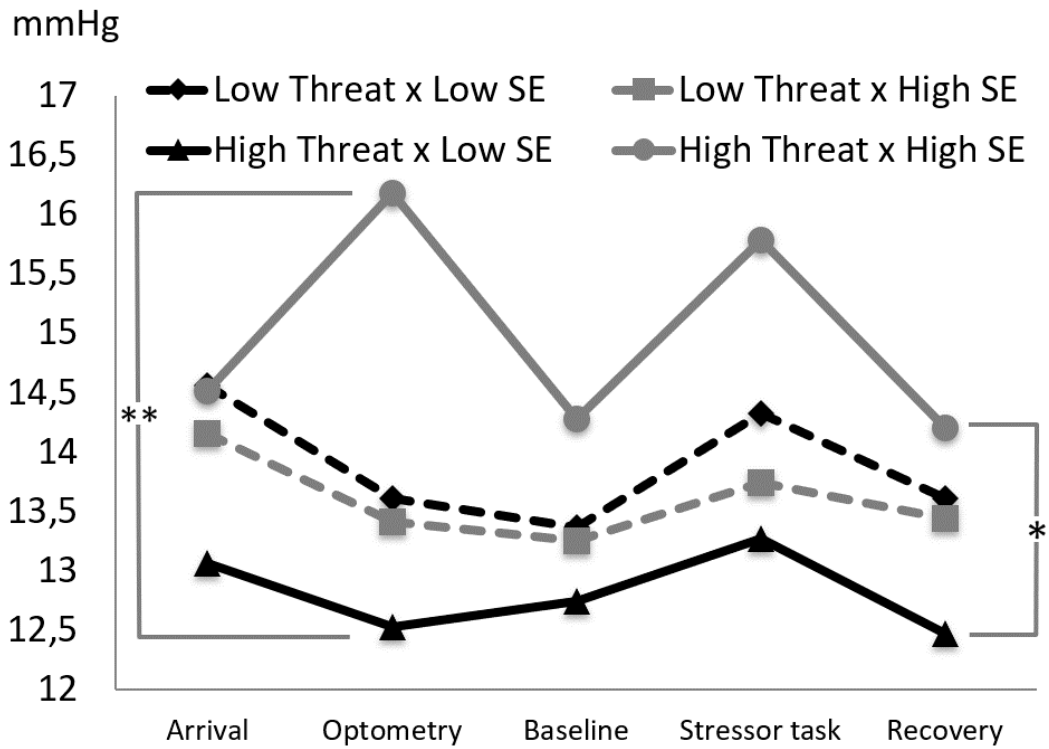 mmHg
Low Threat x Low SE
Low Threat x High SE
High Threat x Low SE
High Threat x High SE
17
16,5
16
15,5
15
14,5
14
13,5
13
12,5
12
**
*
Arrival
Optometry
Baseline
Stressor task
Recovery